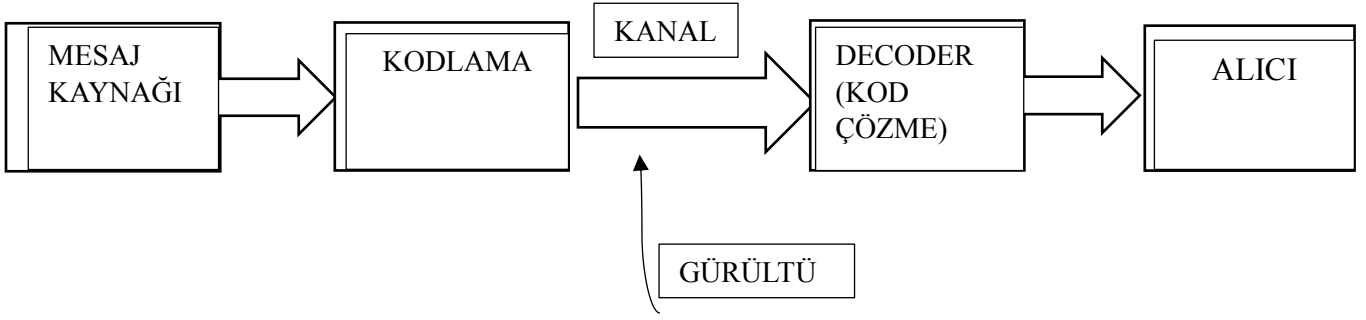 MESAJ
KAYNAĞI
KODLAMA
KANAL
DECODER
(KOD
ÇÖZME)
ALICI
GÜRÜLTÜ